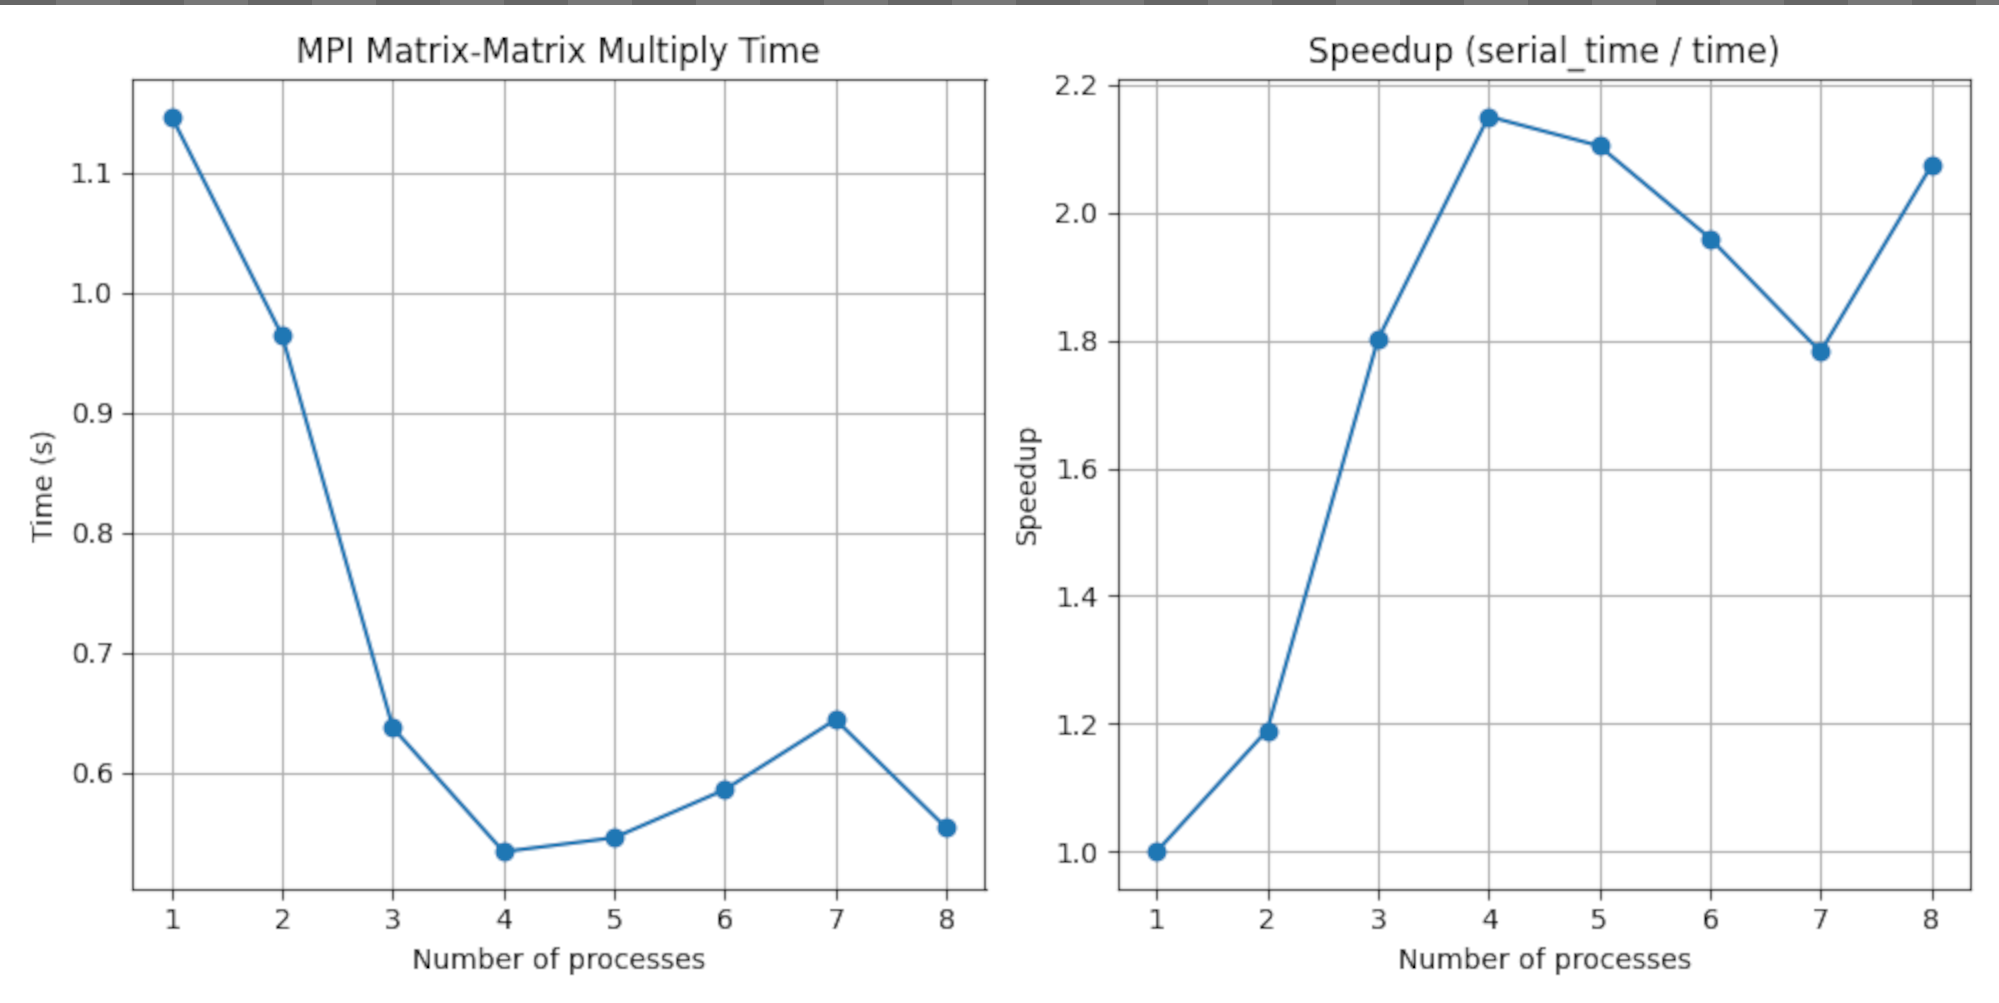 MPI Matrix-Matrix Multiply Time
1.1
1.0
0.9
0.8
0.7
0.6
Time (s)
1 2 3 4 5 6 7 8
Number of processes
Speedup (serial_time / time)
2.2
2.0
1.8
1.6
1.4
1.2
1.0
Speedup
1 2 3 4 5 6 7 8
Number of processes